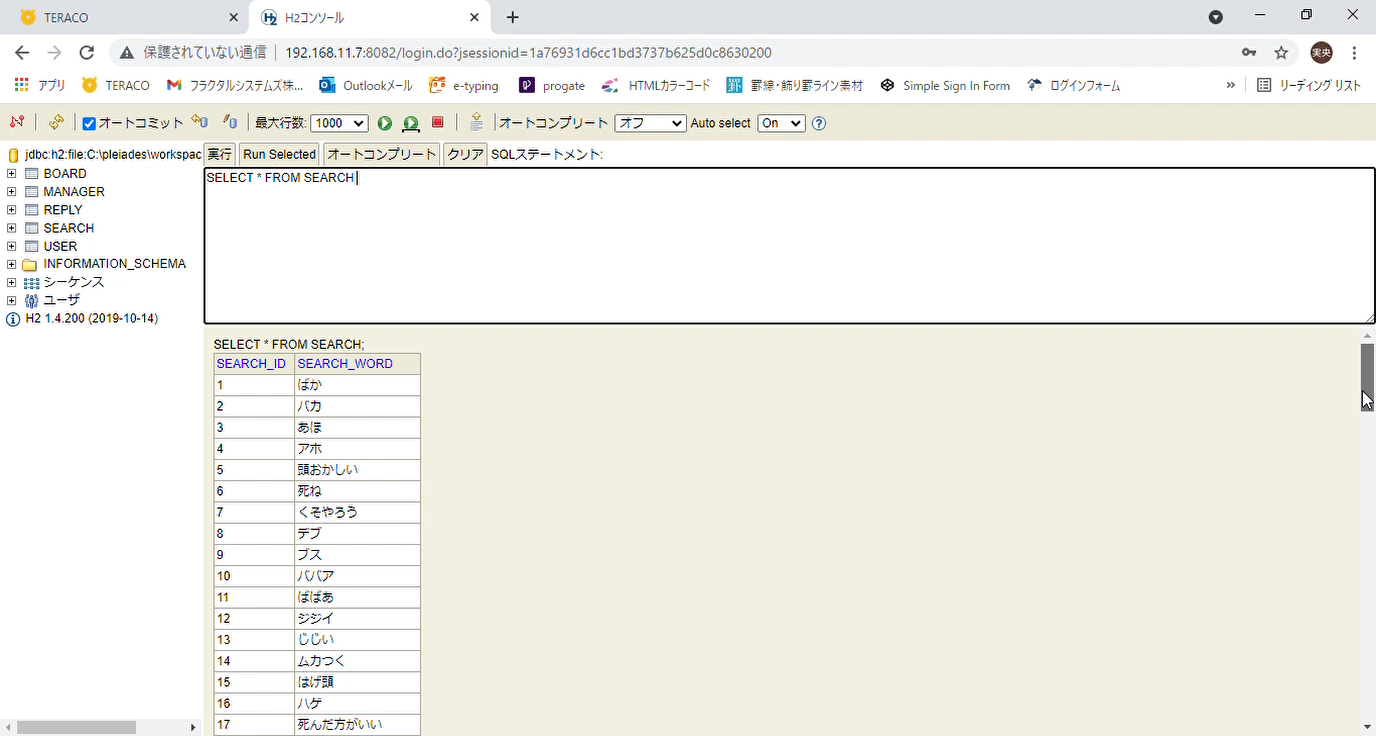 TERACO
H2コンソール
保護されていない通信 192.168.11.7:8082/login.do?jsessionid=1a76931d6cc1bd3737b625d0c8630200
実央
アプリ TERACO フラクタルシステムズ株... Outlookメール e-typing progate HTMLカラーコード 罫線・飾り罫ライン素材 Simple Sign In Form ログインフォーム » リーディング リスト
オートコミット 最大行数: 1000 オートコンプリート オフ Auto select On
jdbc:h2:file:C:\pleiades\workspac
BOARD
MANAGER
REPLY
SEARCH
USER
INFORMATION_SCHEMA
シーケンス
ユーザ
H2 1.4.200 (2019-10-14)
実行 Run Selected オートコンプリート クリア SQLステートメント:
SELECT * FROM SEARCH
SELECT * FROM SEARCH;
SEARCH_ID SEARCH_WORD
1 ばか
2 バカ
3 あほ
4 アホ
5 頭おかしい
6 死ね
7 くそやろう
8 デブ
9 ブス
10 ババア
11 ばばあ
12 ジジイ
13 じじい
14 ムカつく
15 はげ頭
16 ハゲ
17 死んだ方がいい